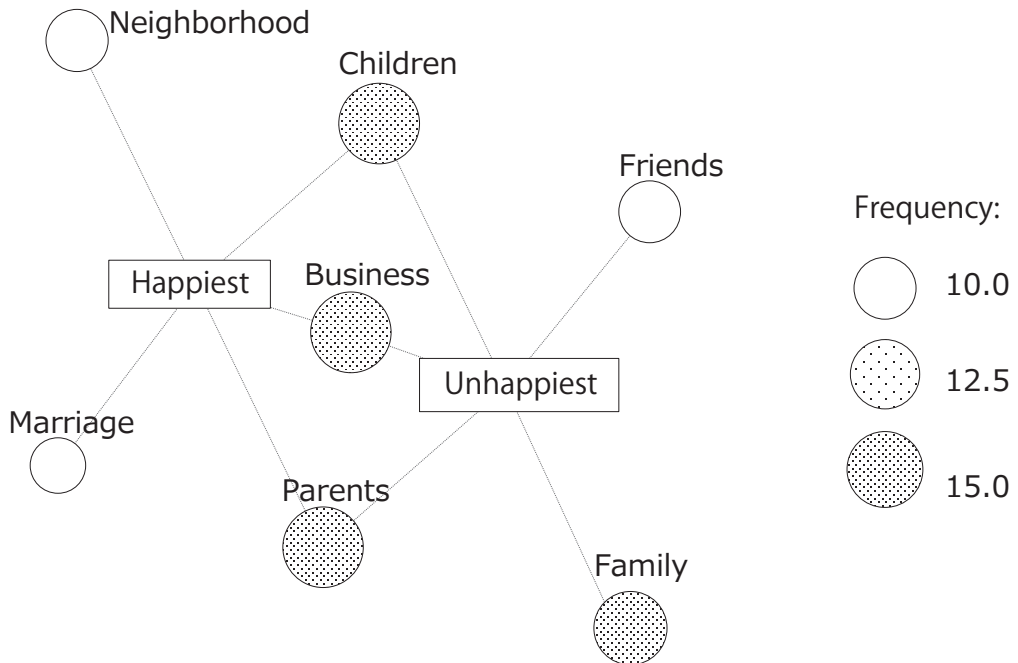 Neighborhood
Children
Friends
Happiest
Business
Unhappiest
Marriage
Parents
Family
Frequency:
10.0
12.5
15.0